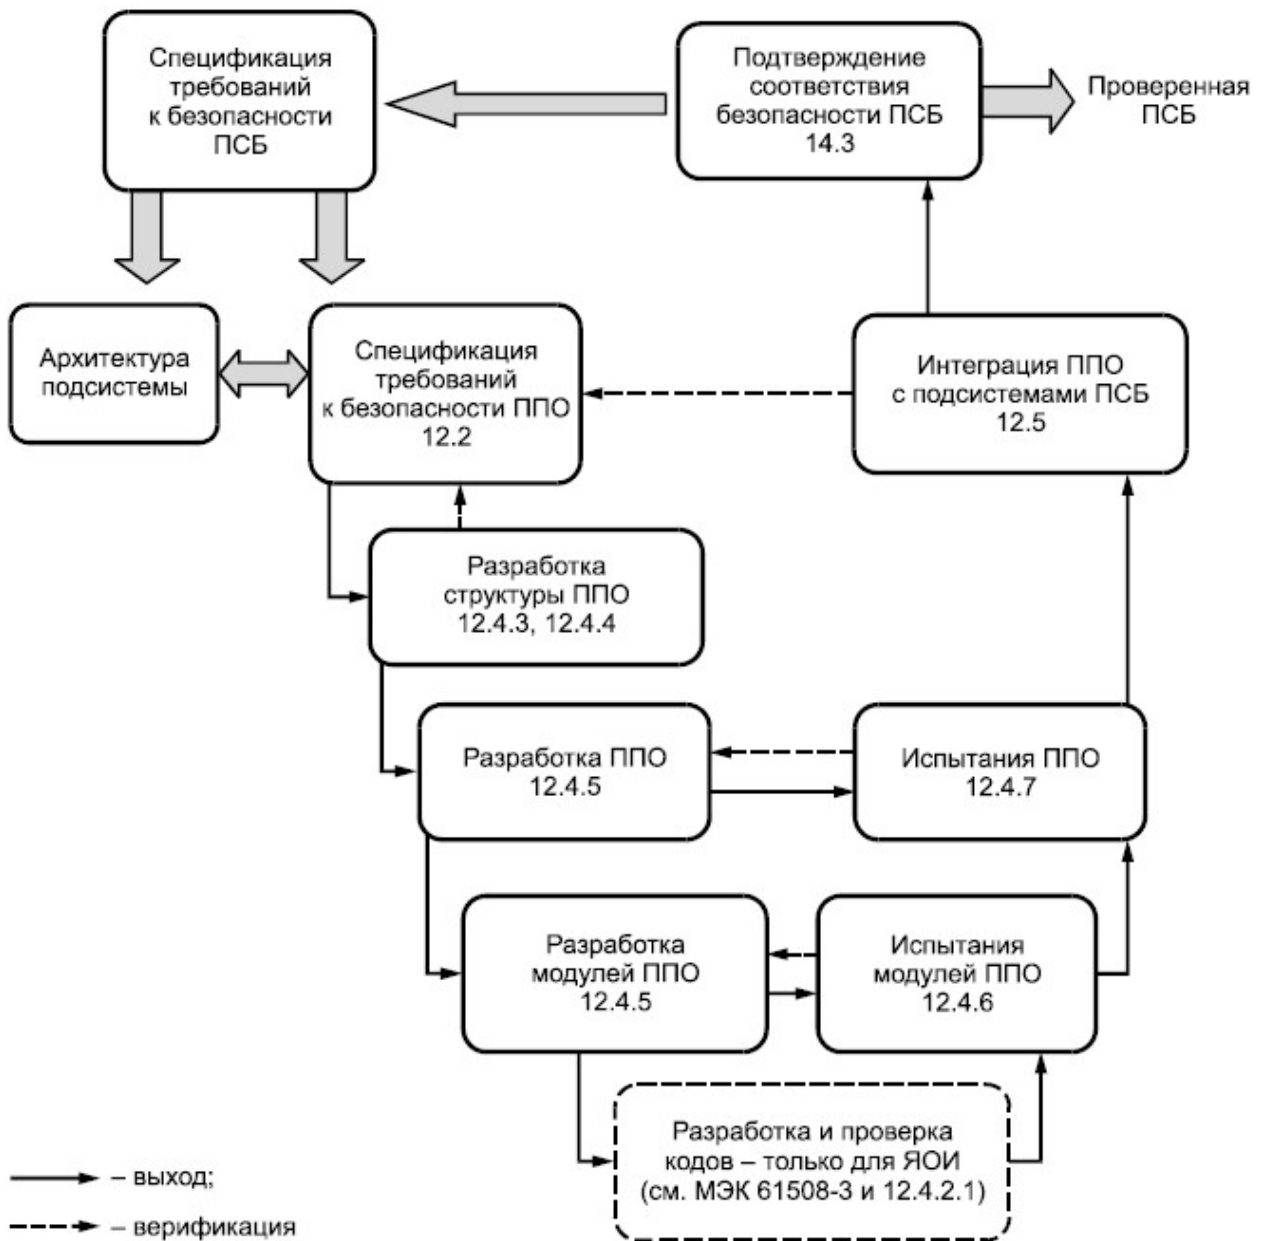 Спецификация
требований
к безопасности
ПСБ
Подтверждение
соответствия
безопасности ПСБ
14.3
Проверенная
ПСБ
Архитектура
подсистемы
Спецификация
требований
к безопасности ППО
12.2
Интеграция ППО
с подсистемами ПСБ
12.5
Разработка
структуры ППО
12.4.3, 12.4.4
Разработка ППО
12.4.5
Испытания ППО
12.4.7
Разработка
модулей ППО
12.4.5
Испытания
модулей ППО
12.4.6
Разработка и проверка
кодов – только для ЯОИ
(см. МЭК 61508-3 и 12.4.2.1)
– выход;
– верификация